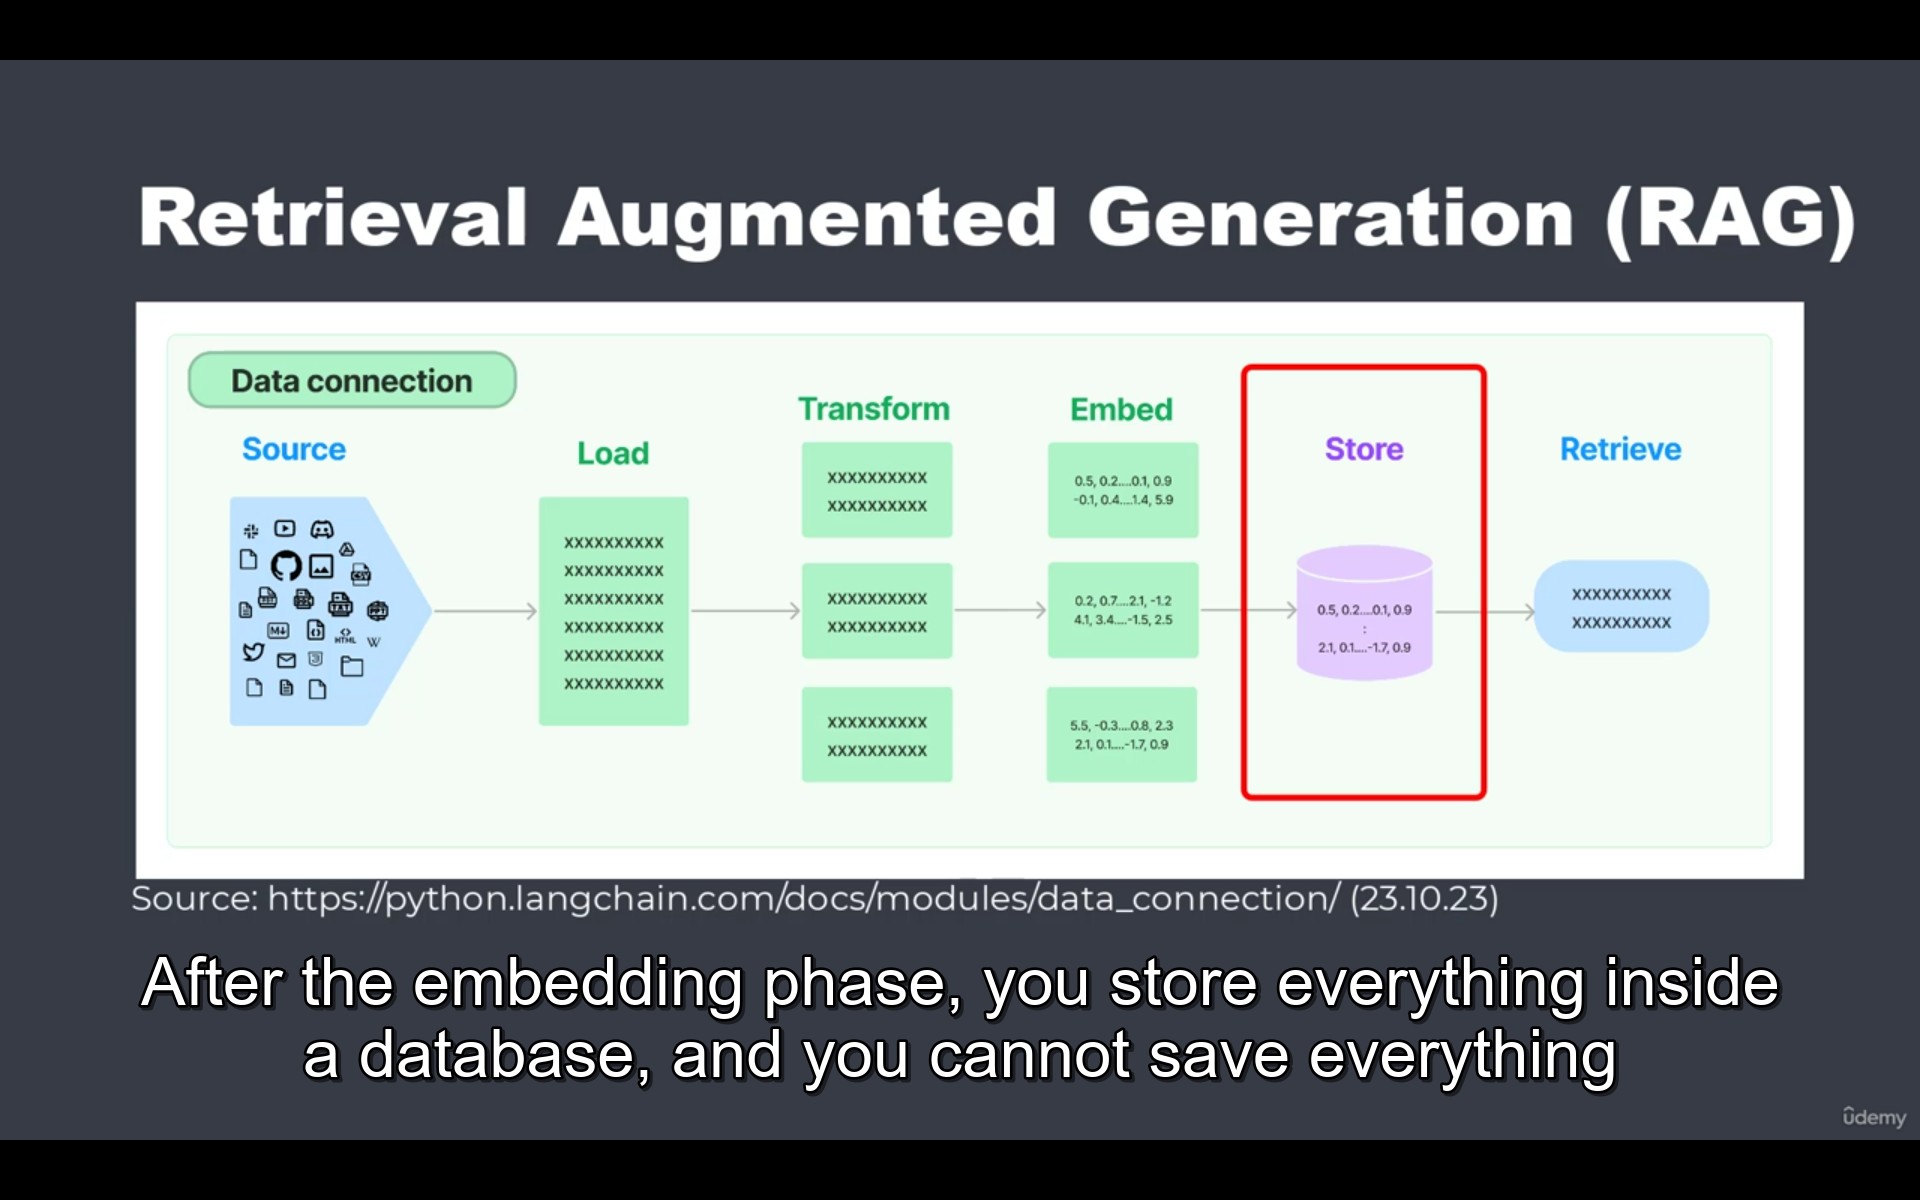 Retrieval Augmented Generation (RAG)
Data connection
Source
Load
Transform
Embed
Store
Retrieve
CSV
TXT
PPT
M↓
HTML
W
XXXXXXXXXX
XXXXXXXXXX
XXXXXXXXXX
XXXXXXXXXX
XXXXXXXXXX
XXXXXXXXXX
XXXXXXXXXX
XXXXXXXXXX
XXXXXXXXXX
XXXXXXXXXX
XXXXXXXXXX
XXXXXXXXXX
0.5, 0.2....0.1, 0.9
-0.1, 0.4....1.4, 5.9
0.2, 0.7....2.1, -1.2
4.1, 3.4....-1.5, 2.5
5.5, -0.3....0.8, 2.3
2.1, 0.1....-1.7, 0.9
0.5, 0.2....0.1, 0.9
:
2.1, 0.1....-1.7, 0.9
XXXXXXXXXX
XXXXXXXXXX
Source: https://python.langchain.com/docs/modules/data_connection/ (23.10.23)
After the embedding phase, you store everything inside
a database, and you cannot save everything
ûdemy